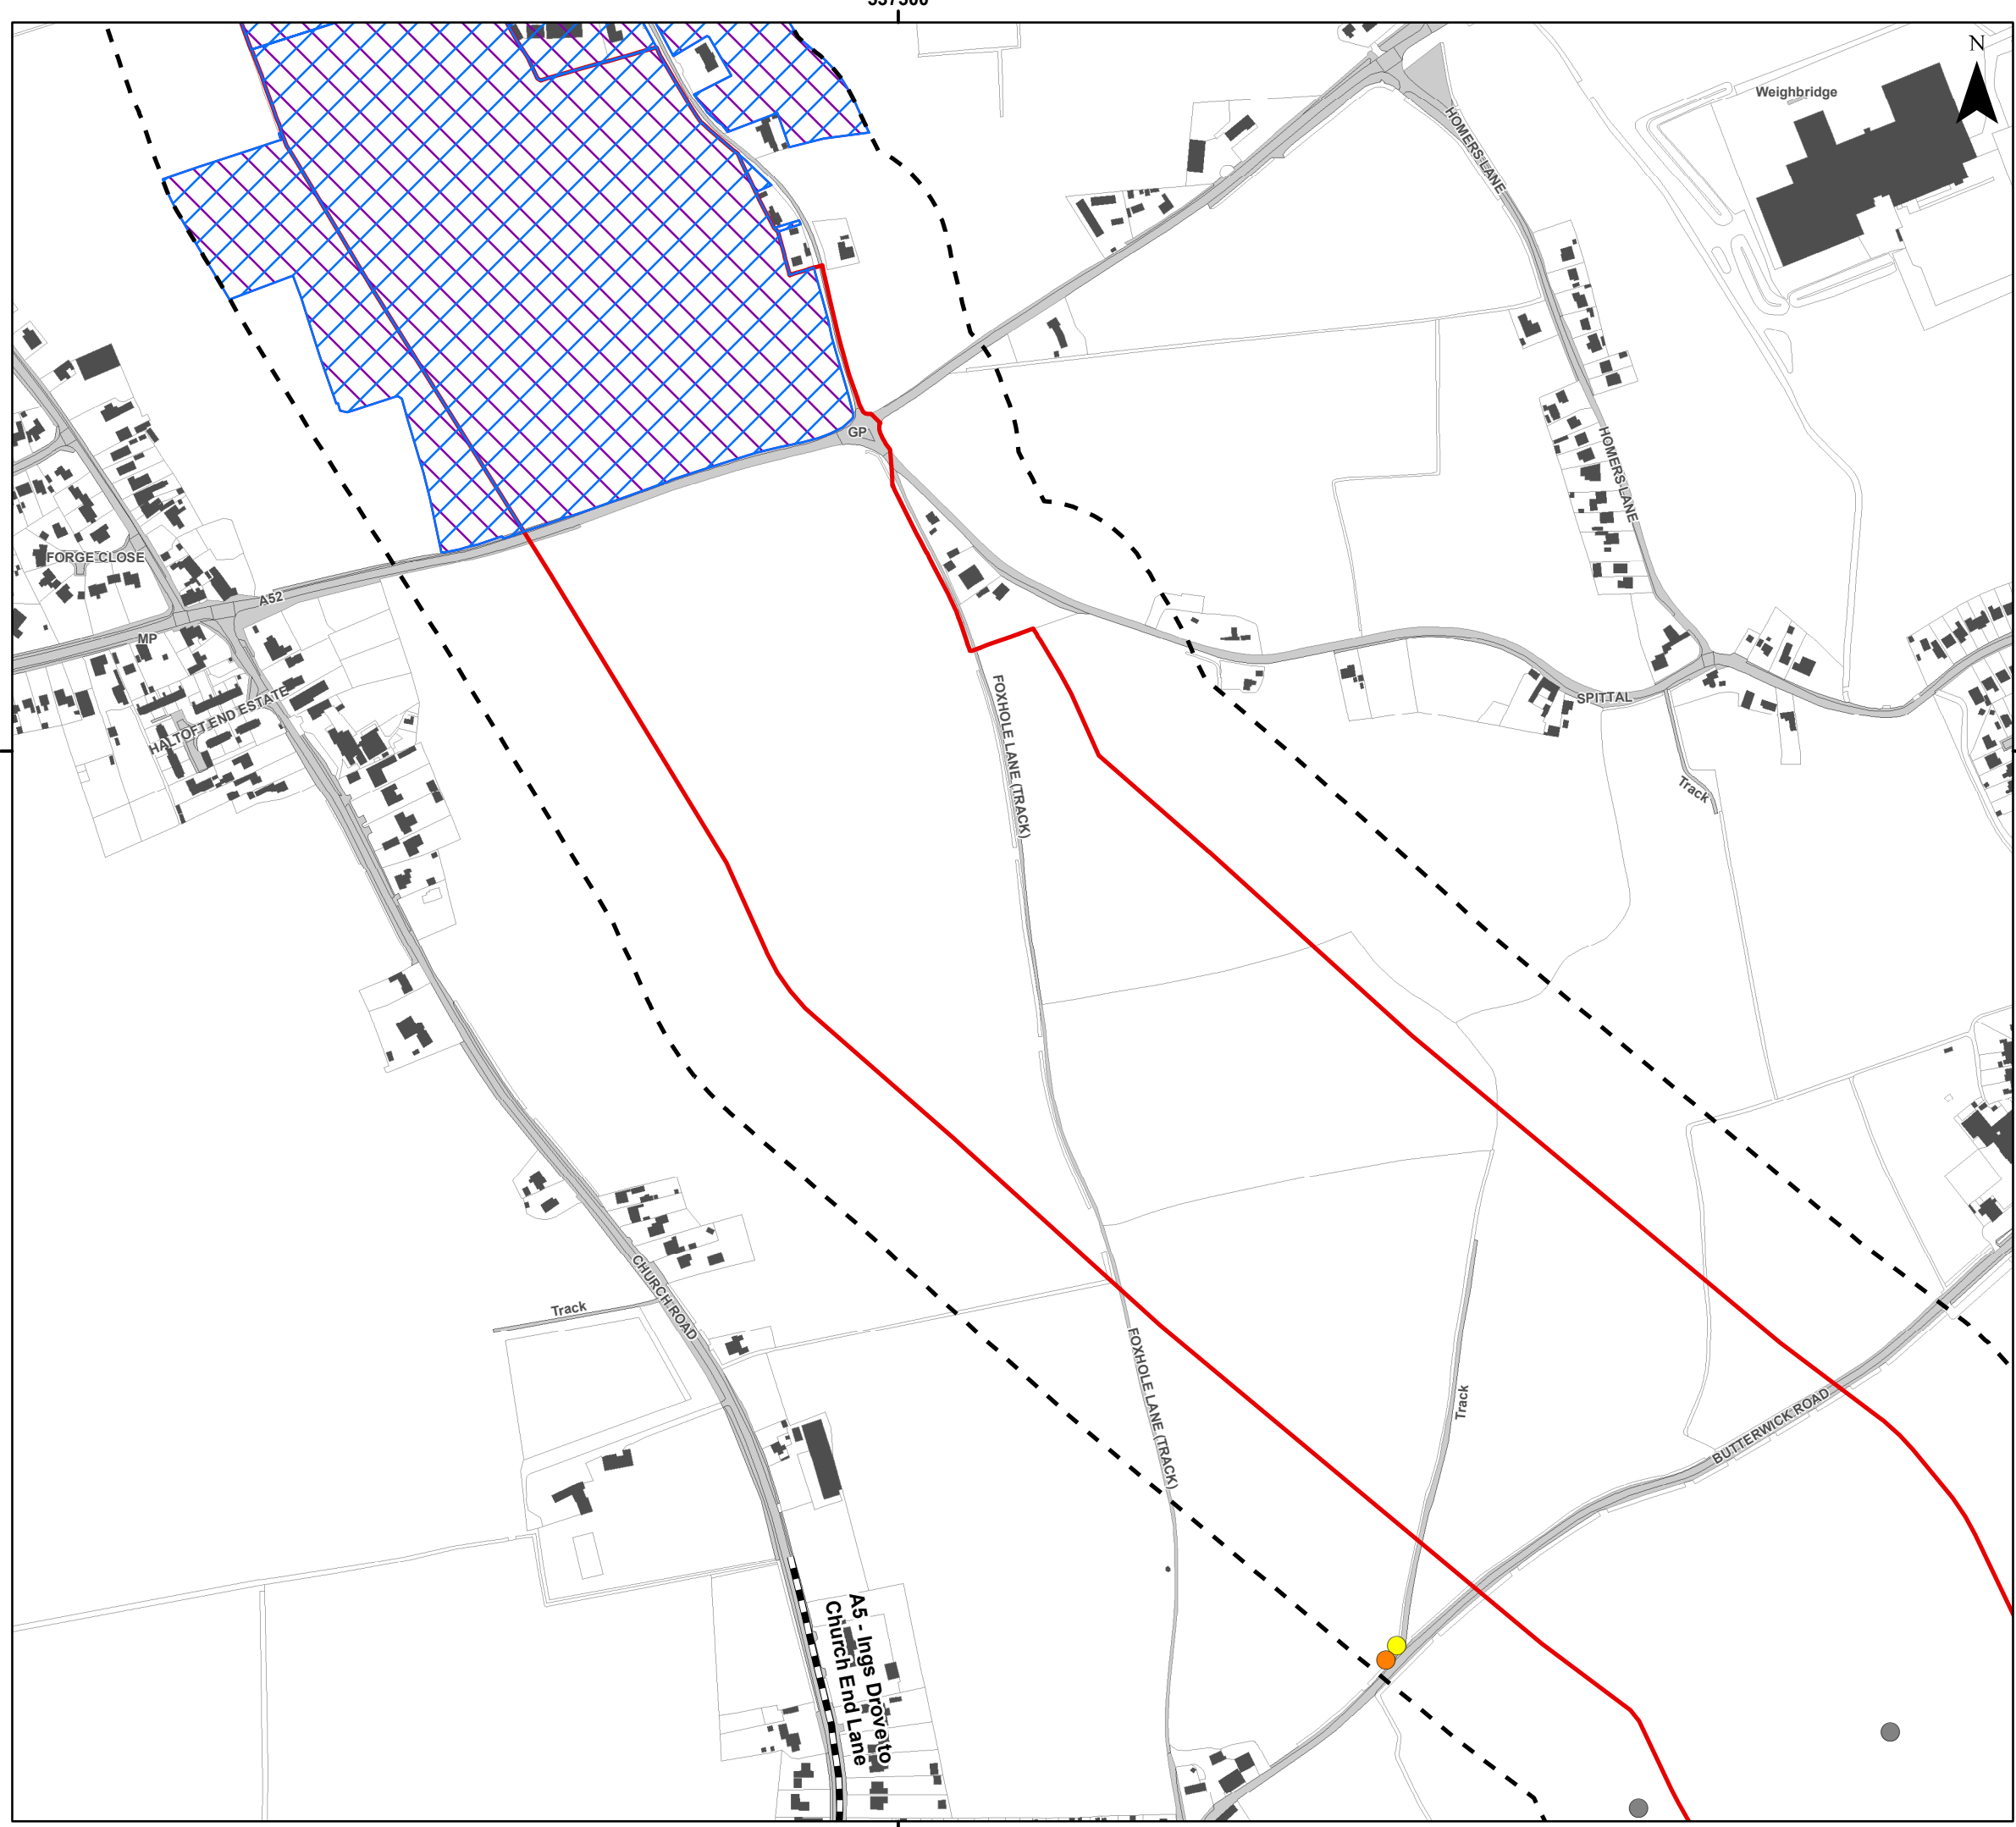 N
Weighbridge
HOMERS LANE
GP
HOMERS LANE
FORGE CLOSE
A52
MP
HALTOFT END ESTATE
FOXHOLE LANE (TRACK)
SPITTAL
Track
CHURCH ROAD
Track
FOXHOLE LANE (TRACK)
Track
BUTTERWICK ROAD
A5 - Ings Drove to
Church End Lane